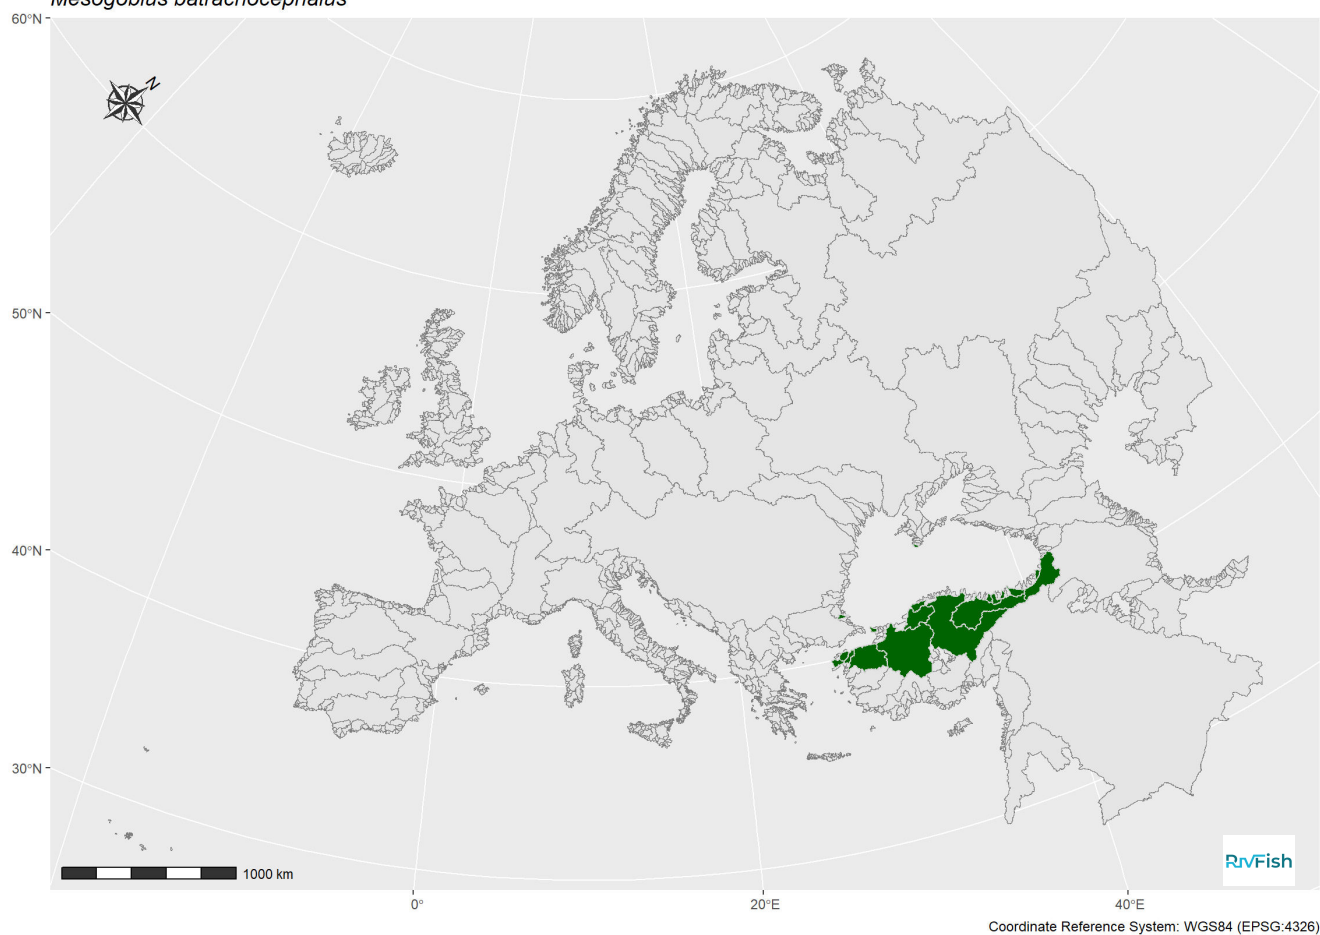 Mesogobius batrachocephalus
60°N
N
50°N
40°N
30°N
RIVFish
1000 km
0°
20°E
40°E
Coordinate Reference System: WGS84 (EPSG:4326)